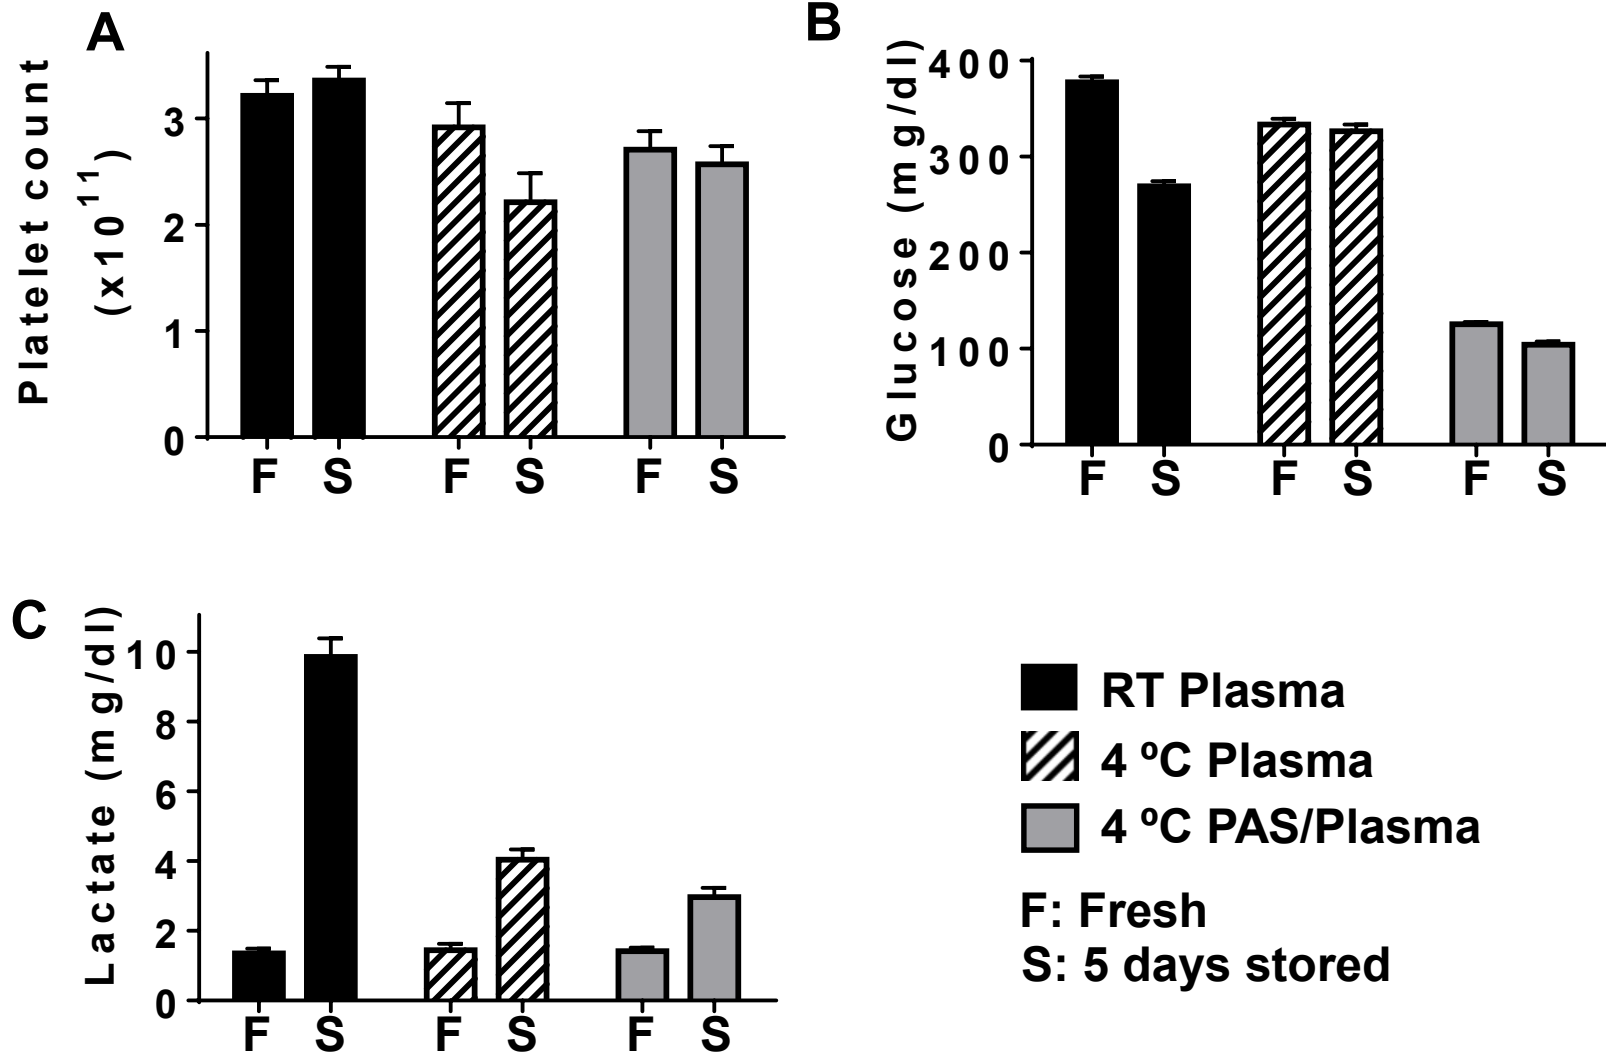 A
Platelet count
(x10¹¹)
3
2
1
0
F S F S F S
B
Glucose (mg/dl)
400
300
200
100
0
F S F S F S
C
Lactate (mg/dl)
10
8
6
4
2
0
F S F S F S
RT Plasma
4 ºC Plasma
4 ºC PAS/Plasma
F: Fresh
S: 5 days stored